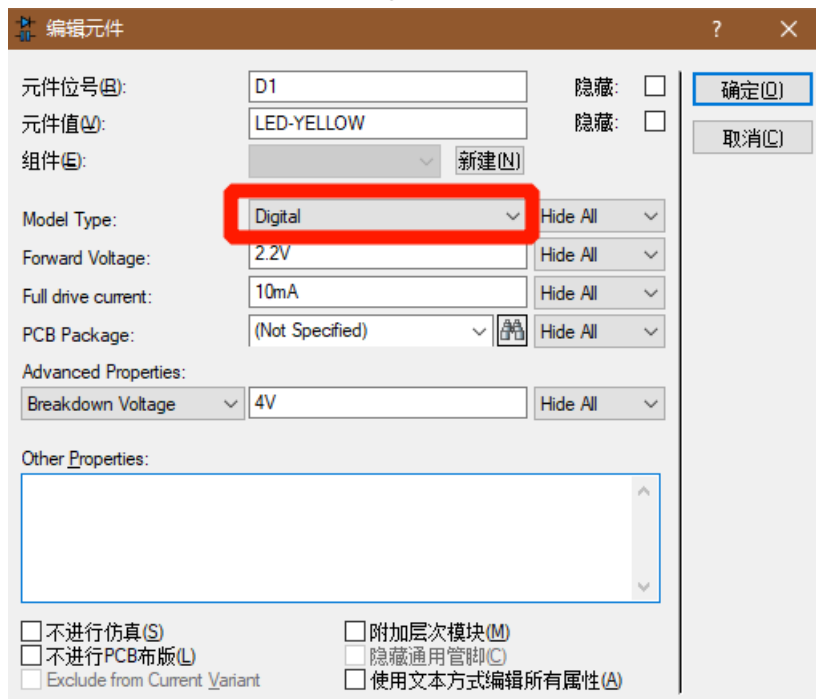 编辑元件 ?
元件位号(R): D1 隐藏: 确定(O)
元件值(V): LED-YELLOW 隐藏: 取消(C)
组件(E): 新建(N)
Model Type: Digital Hide All
Forward Voltage: 2.2V Hide All
Full drive current: 10mA Hide All
PCB Package: (Not Specified) Hide All
Advanced Properties:
Breakdown Voltage 4V Hide All
Other Properties:
不进行仿真(S) 附加层次模块(M)
不进行PCB布版(L) 隐藏通用管脚(C)
Exclude from Current Variant 使用文本方式编辑所有属性(A)